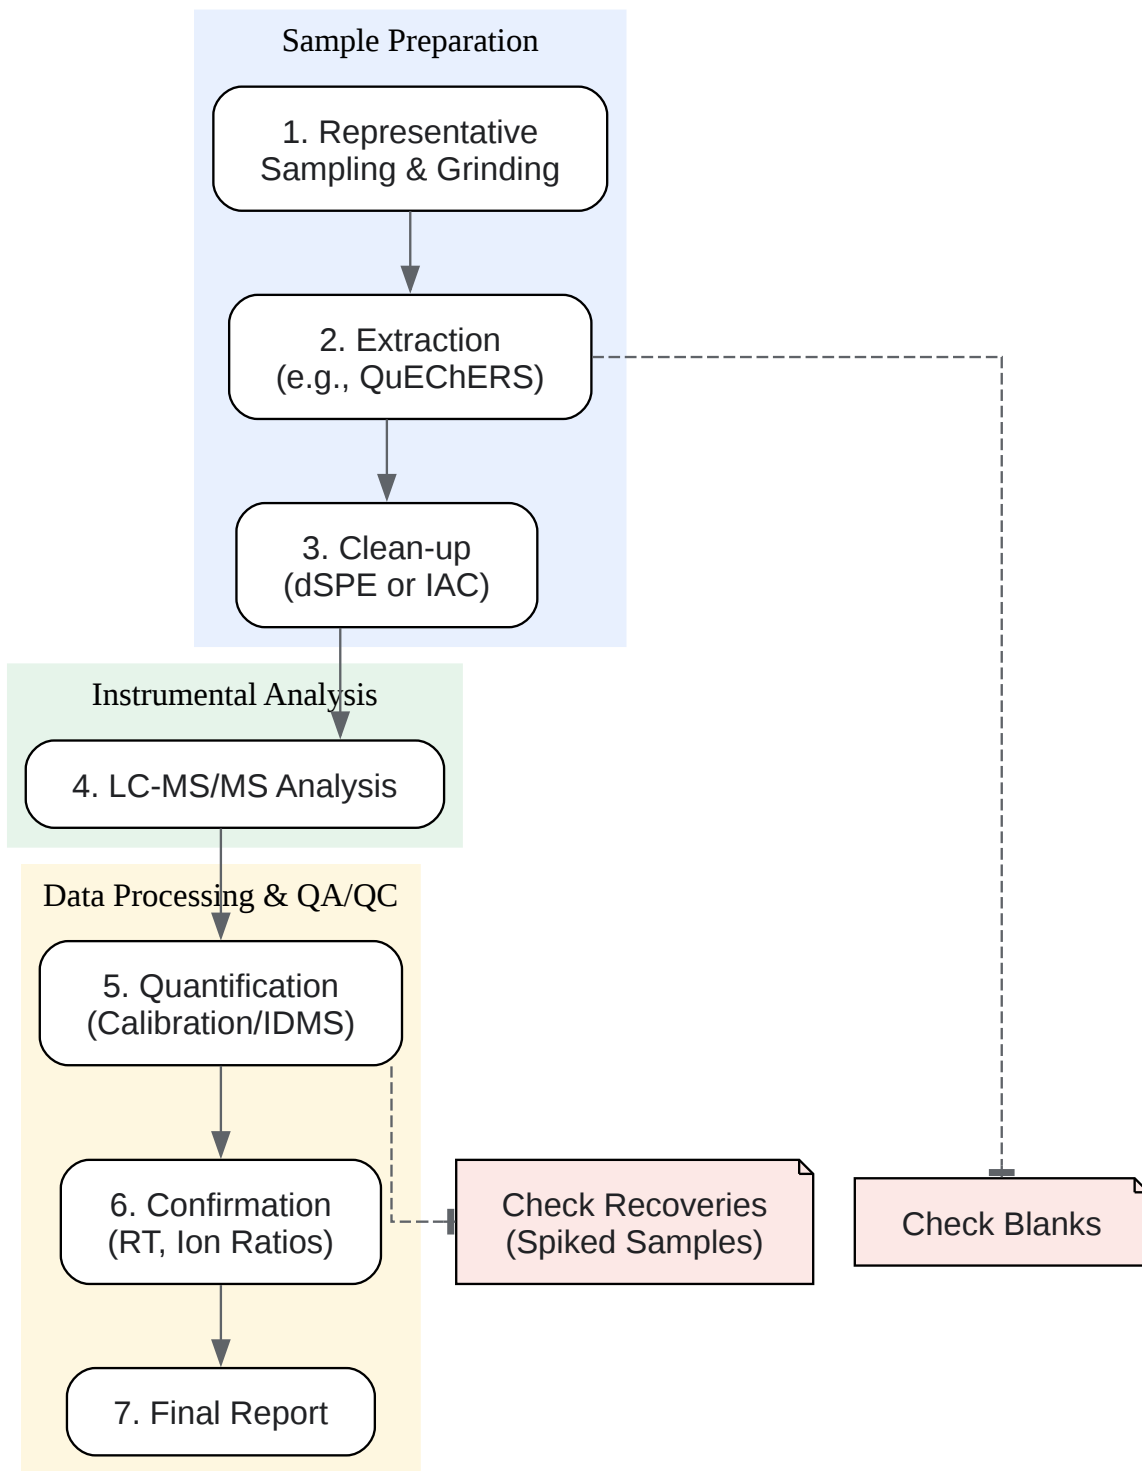 Sample Preparation
1. Representative
Sampling & Grinding
2. Extraction
(e.g., QuEChERS)
3. Clean-up
(dSPE or IAC)
Instrumental Analysis
4. LC-MS/MS Analysis
Data Processing & QA/QC
5. Quantification
(Calibration/IDMS)
6. Confirmation
(RT, Ion Ratios)
Check Recoveries
(Spiked Samples)
Check Blanks
7. Final Report